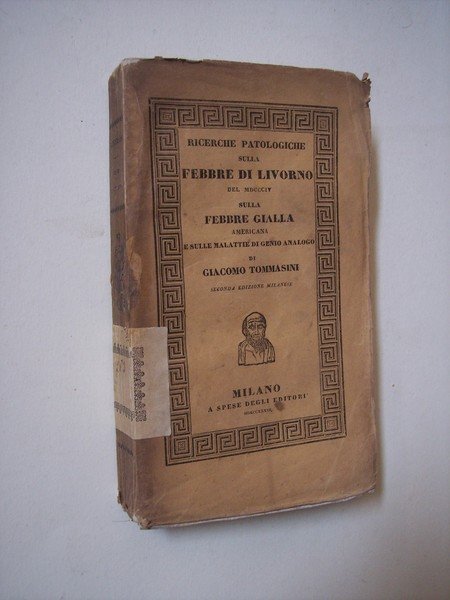 RICERCHE PATOLOGICHE
SULLA
FEBBRE DI LIVORNO
DEL MDCCCIV
SULLA
FEBBRE GIALLA
AMERICANA
E SULLE MALATTIE DI GENIO ANALOGO
DI
GIACOMO TOMMASINI
SECONDA EDIZIONE MILANESE
MILANO
A SPESE DEGLI EDITORI